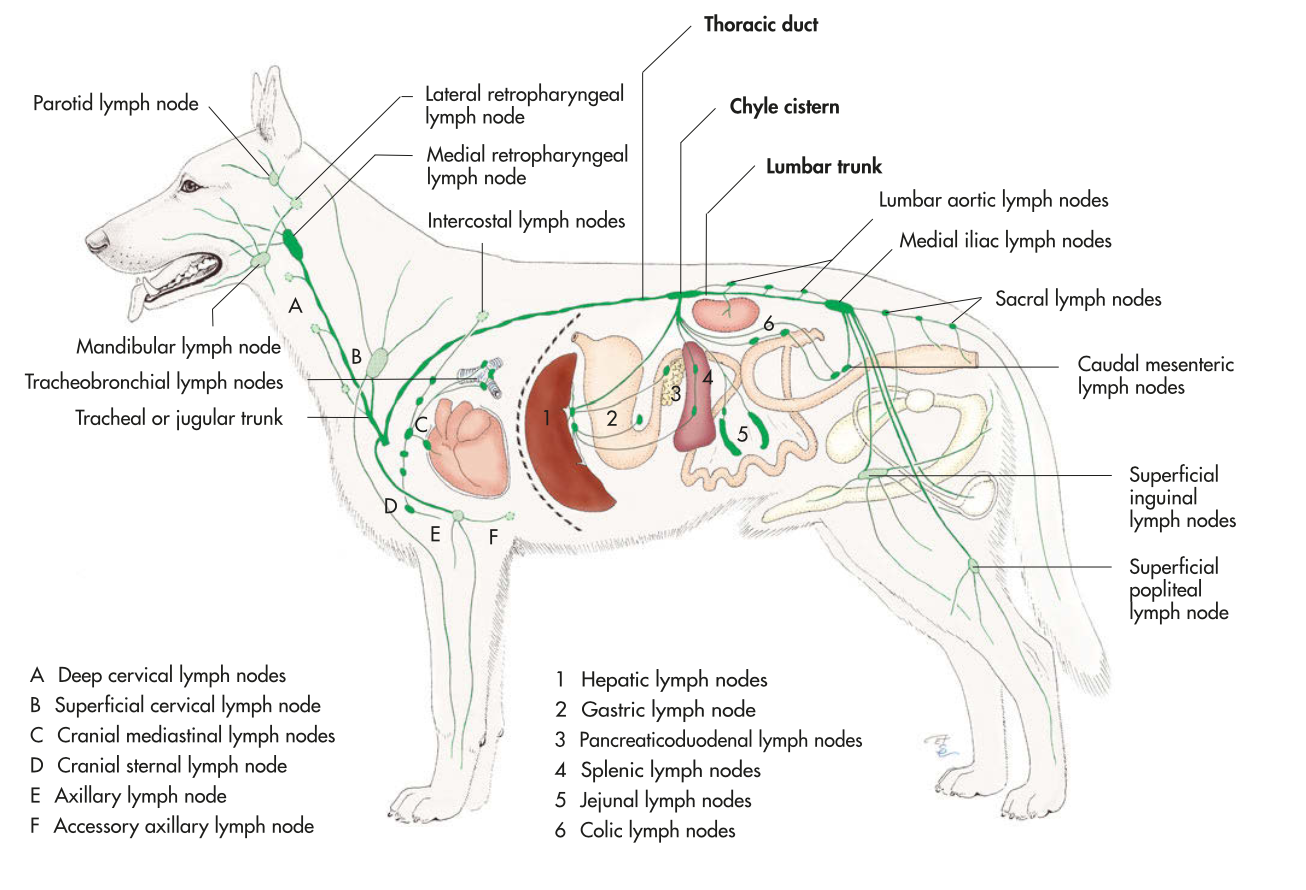 Thoracic duct
Parotid lymph node
Lateral retropharyngeal
lymph node
Chyle cistern
Medial retropharyngeal
lymph node
Lumbar trunk
Intercostal lymph nodes
Lumbar aortic lymph nodes
Medial iliac lymph nodes
Sacral lymph nodes
A
Mandibular lymph node
B
6
Tracheobronchial lymph nodes
Caudal mesenteric
lymph nodes
Tracheal or jugular trunk
C
1
2
3
4
5
Superficial
inguinal
lymph nodes
D
E
F
Superficial
popliteal
lymph node
A Deep cervical lymph nodes
B Superficial cervical lymph node
C Cranial mediastinal lymph nodes
D Cranial sternal lymph node
E Axillary lymph node
F Accessory axillary lymph node
1 Hepatic lymph nodes
2 Gastric lymph node
3 Pancreaticoduodenal lymph nodes
4 Splenic lymph nodes
5 Jejunal lymph nodes
6 Colic lymph nodes